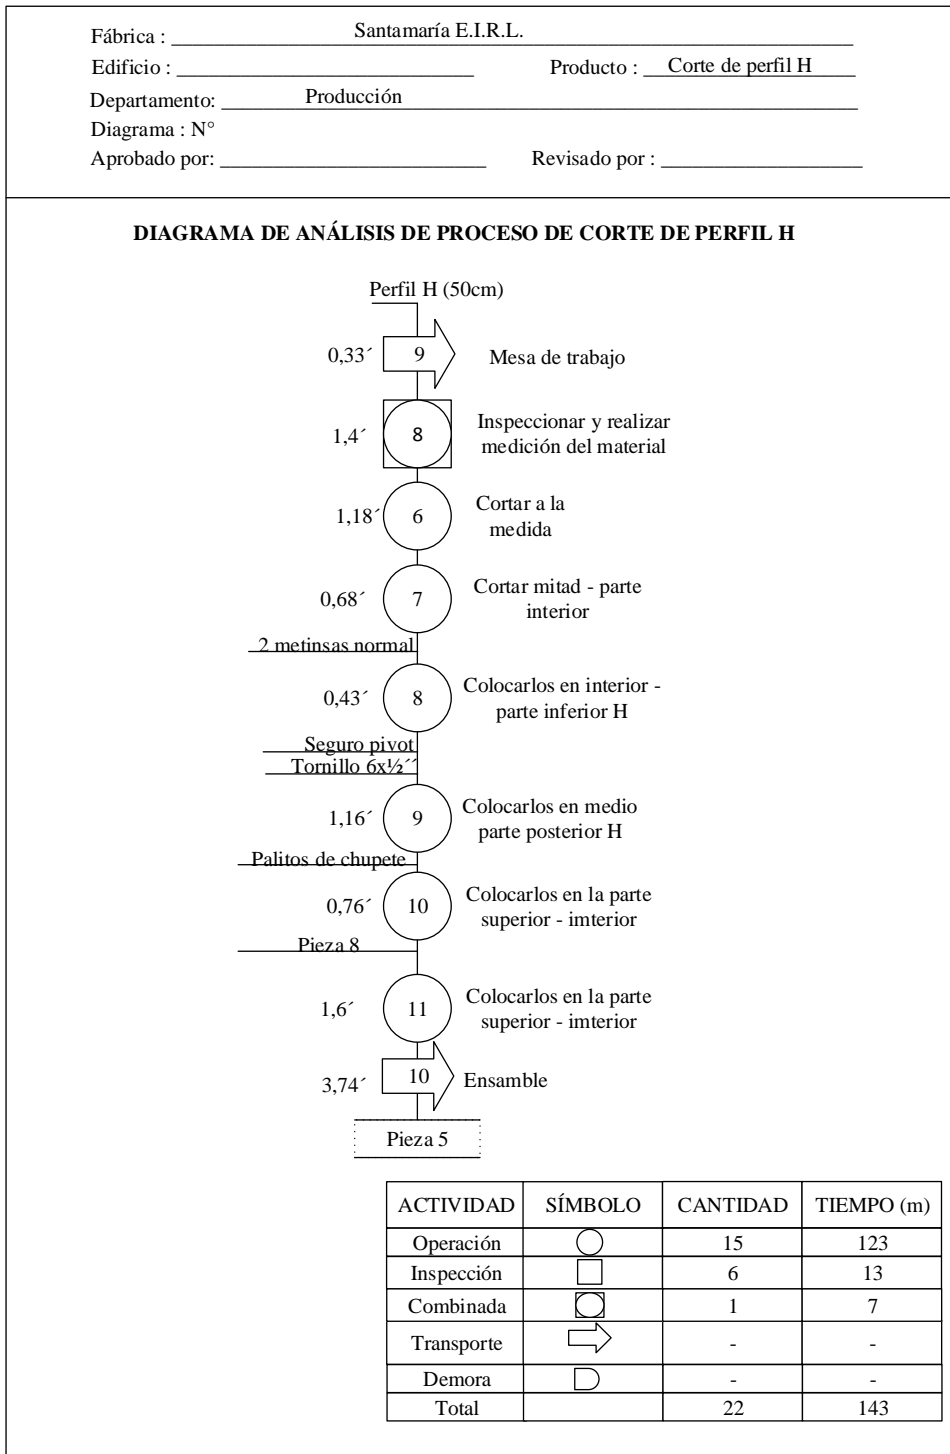 Fábrica : Santamaría E.I.R.L.
Edificio : Producto : Corte de perfil H
Departamento: Producción
Diagrama : N°
Aprobado por: Revisado por :
DIAGRAMA DE ANÁLISIS DE PROCESO DE CORTE DE PERFIL H
Perfil H (50cm)
0,33´ 9 Mesa de trabajo
1,4´ 8 Inspeccionar y realizar
medición del material
1,18´ 6 Cortar a la
medida
0,68´ 7 Cortar mitad - parte
interior
2 metinsas normal
0,43´ 8 Colocarlos en interior -
parte inferior H
Seguro pivot
Tornillo 6x½´´
1,16´ 9 Colocarlos en medio
parte posterior H
Palitos de chupete
0,76´ 10 Colocarlos en la parte
superior - imterior
Pieza 8
1,6´ 11 Colocarlos en la parte
superior - imterior
3,74´ 10 Ensamble
Pieza 5
ACTIVIDAD SÍMBOLO CANTIDAD TIEMPO (m)
Operación 15 123
Inspección 6 13
Combinada 1 7
Transporte - -
Demora - -
Total 22 143